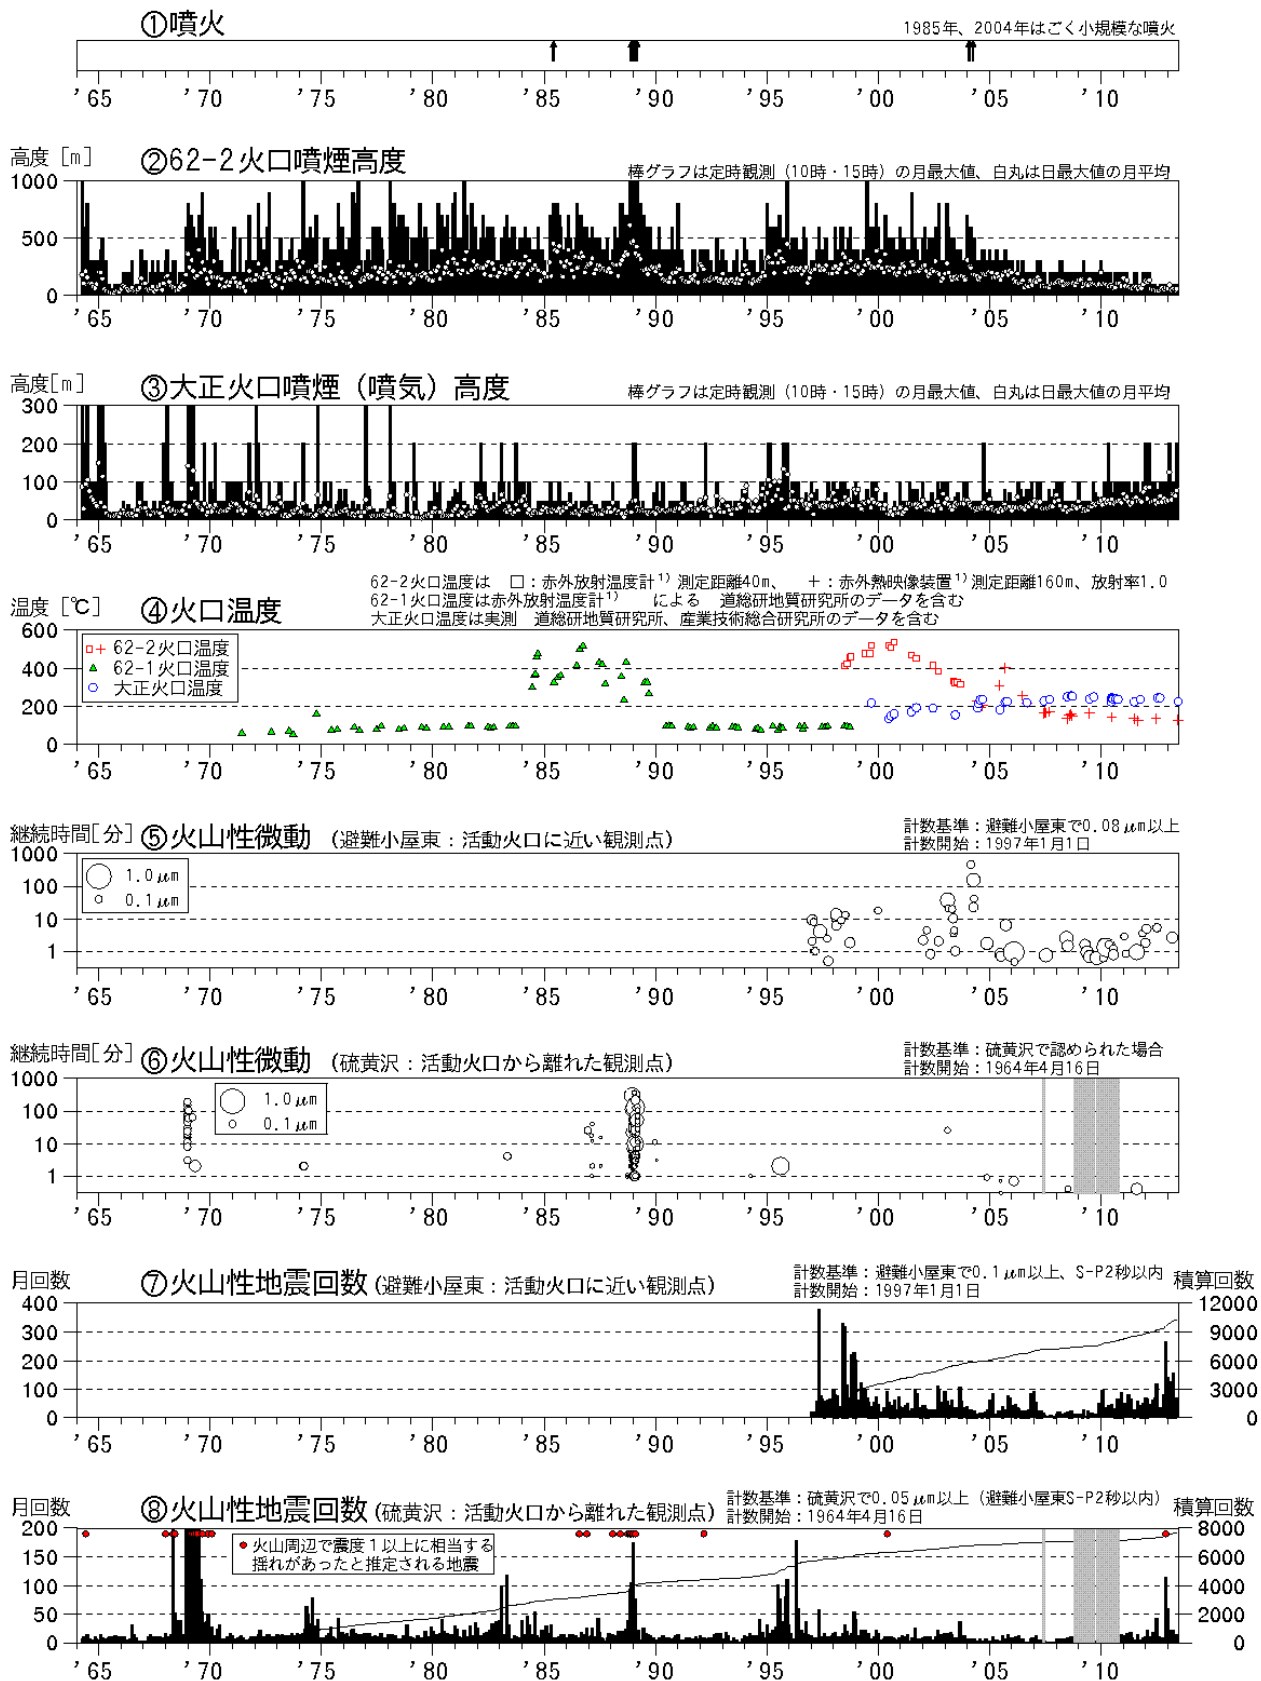 ①噴火
1985年、2004年はごく小規模な噴火
'65 '70 '75 '80 '85 '90 '95 '00 '05 '10
高度 [m]
②62-2火口噴煙高度
棒グラフは定時観測（10時・15時）の月最大値、白丸は日最大値の月平均
1000
500
0
'65 '70 '75 '80 '85 '90 '95 '00 '05 '10
高度[m]
③大正火口噴煙（噴気）高度
棒グラフは定時観測（10時・15時）の月最大値、白丸は日最大値の月平均
300
200
100
0
'65 '70 '75 '80 '85 '90 '95 '00 '05 '10
62-2火口温度は　□：赤外放射温度計1）測定距離40m、　＋：赤外熱映像装置1）測定距離160m、放射率1.0
62-1火口温度は赤外放射温度計1）　による　道総研地質研究所のデータを含む
大正火口温度は実測　道総研地質研究所、産業技術総合研究所のデータを含む
温度 [℃]
④火口温度
600
400
200
0
62-2火口温度
62-1火口温度
大正火口温度
'65 '70 '75 '80 '85 '90 '95 '00 '05 '10
継続時間[分]
⑤火山性微動（避難小屋東：活動火口に近い観測点）
計数基準：避難小屋東で0.08μm以上
計数開始：1997年1月1日
1000
100
10
1
1.0μm
0.1μm
'65 '70 '75 '80 '85 '90 '95 '00 '05 '10
継続時間[分]
⑥火山性微動（硫黄沢：活動火口から離れた観測点）
計数基準：硫黄沢で認められた場合
計数開始：1964年4月16日
1000
100
10
1
1.0μm
0.1μm
'65 '70 '75 '80 '85 '90 '95 '00 '05 '10
月回数
⑦火山性地震回数(避難小屋東：活動火口に近い観測点)
計数基準：避難小屋東で0.1μm以上、S-P2秒以内
計数開始：1997年1月1日
積算回数
400
300
200
100
0
12000
9000
6000
3000
0
'65 '70 '75 '80 '85 '90 '95 '00 '05 '10
月回数
⑧火山性地震回数(硫黄沢：活動火口から離れた観測点)
計数基準：硫黄沢で0.05μm以上（避難小屋東S-P2秒以内）
計数開始：1964年4月16日
積算回数
200
150
100
50
0
火山周辺で震度1以上に相当する
揺れがあったと推定される地震
8000
6000
4000
2000
0
'65 '70 '75 '80 '85 '90 '95 '00 '05 '10